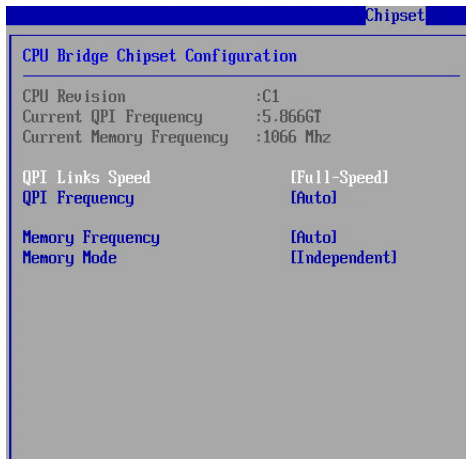 Chipset
CPU Bridge Chipset Configuration
CPU Revision :C1
Current QPI Frequency :5.866GT
Current Memory Frequency :1066 Mhz
QPI Links Speed [Full-Speed]
QPI Frequency [Auto]
Memory Frequency [Auto]
Memory Mode [Independent]